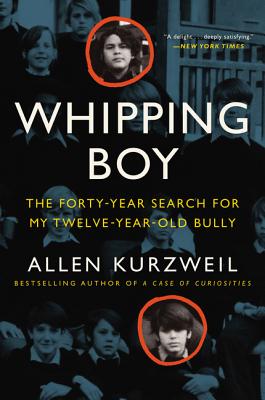 "A delight . . . deeply satisfying."
—NEW YORK TIMES
WHIPPING
BOY
THE FORTY-YEAR SEARCH FOR
MY TWELVE-YEAR-OLD BULLY
ALLEN KURZWEIL
BESTSELLING AUTHOR OF A CASE OF CURIOSITIES